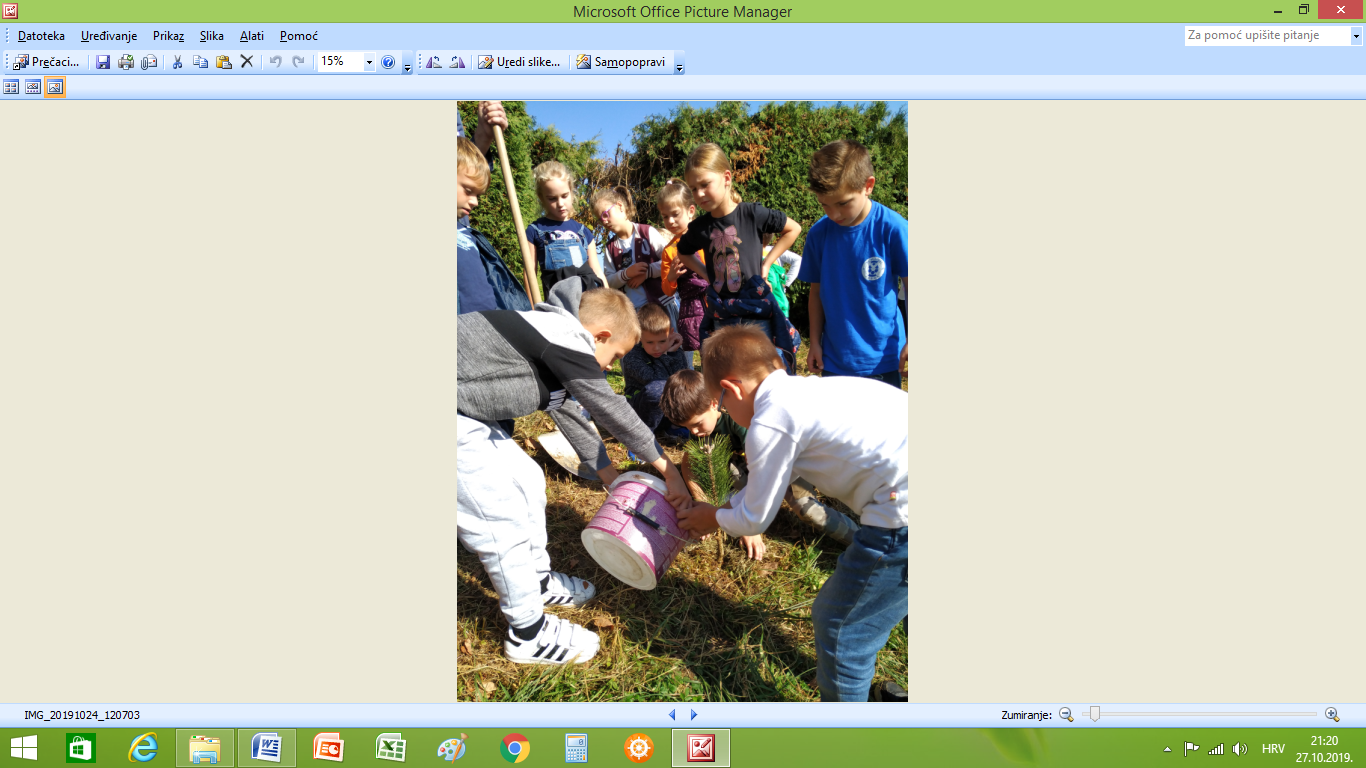 Microsoft Office Picture Manager
Datoteka Uređivanje Prikaz Slika Alati Pomoć
Za pomoć upišite pitanje
Prečaci... 15% Uredi slike... Samopopravi
IMG_20191024_120703
Zumiranje:
HRV
21:20
27.10.2019.